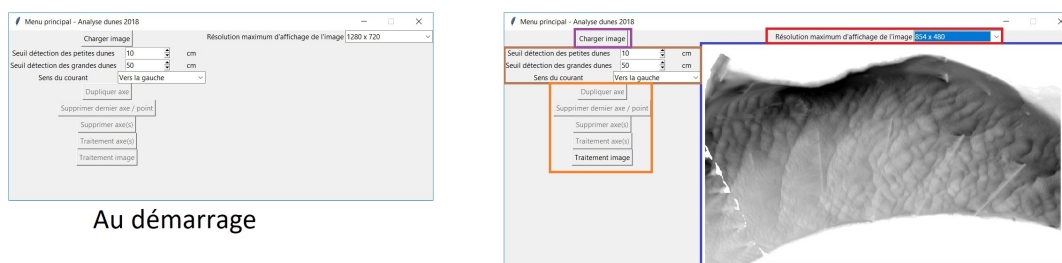 Menu principal - Analyse dunes 2018
Charger image
Résolution maximum d'affichage de l'image 1280 x 720
Seuil détection des petites dunes 10 cm
Seuil détection des grandes dunes 50 cm
Sens du courant Vers la gauche
Dupliquer axe
Supprimer dernier axe / point
Supprimer axe(s)
Traitement axe(s)
Traitement image
Au démarrage
Menu principal - Analyse dunes 2018
Charger image
Résolution maximum d'affichage de l'image 854 x 480
Seuil détection des petites dunes 10 cm
Seuil détection des grandes dunes 50 cm
Sens du courant Vers la gauche
Dupliquer axe
Supprimer dernier axe / point
Supprimer axe(s)
Traitement axe(s)
Traitement image